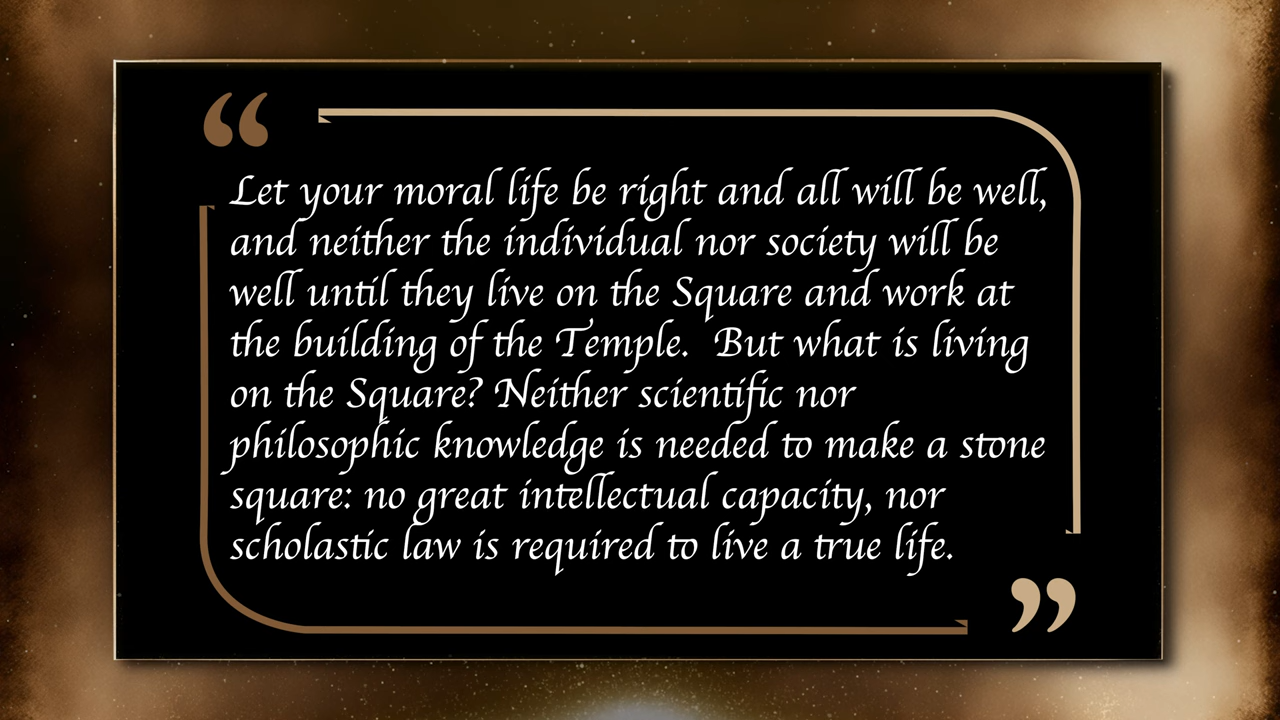 “
Let your moral life be right and all will be well,
and neither the individual nor society will be
well until they live on the Square and work at
the building of the Temple.  But what is living
on the Square? Neither scientific nor
philosophic knowledge is needed to make a stone
square: no great intellectual capacity, nor
scholastic law is required to live a true life.
”